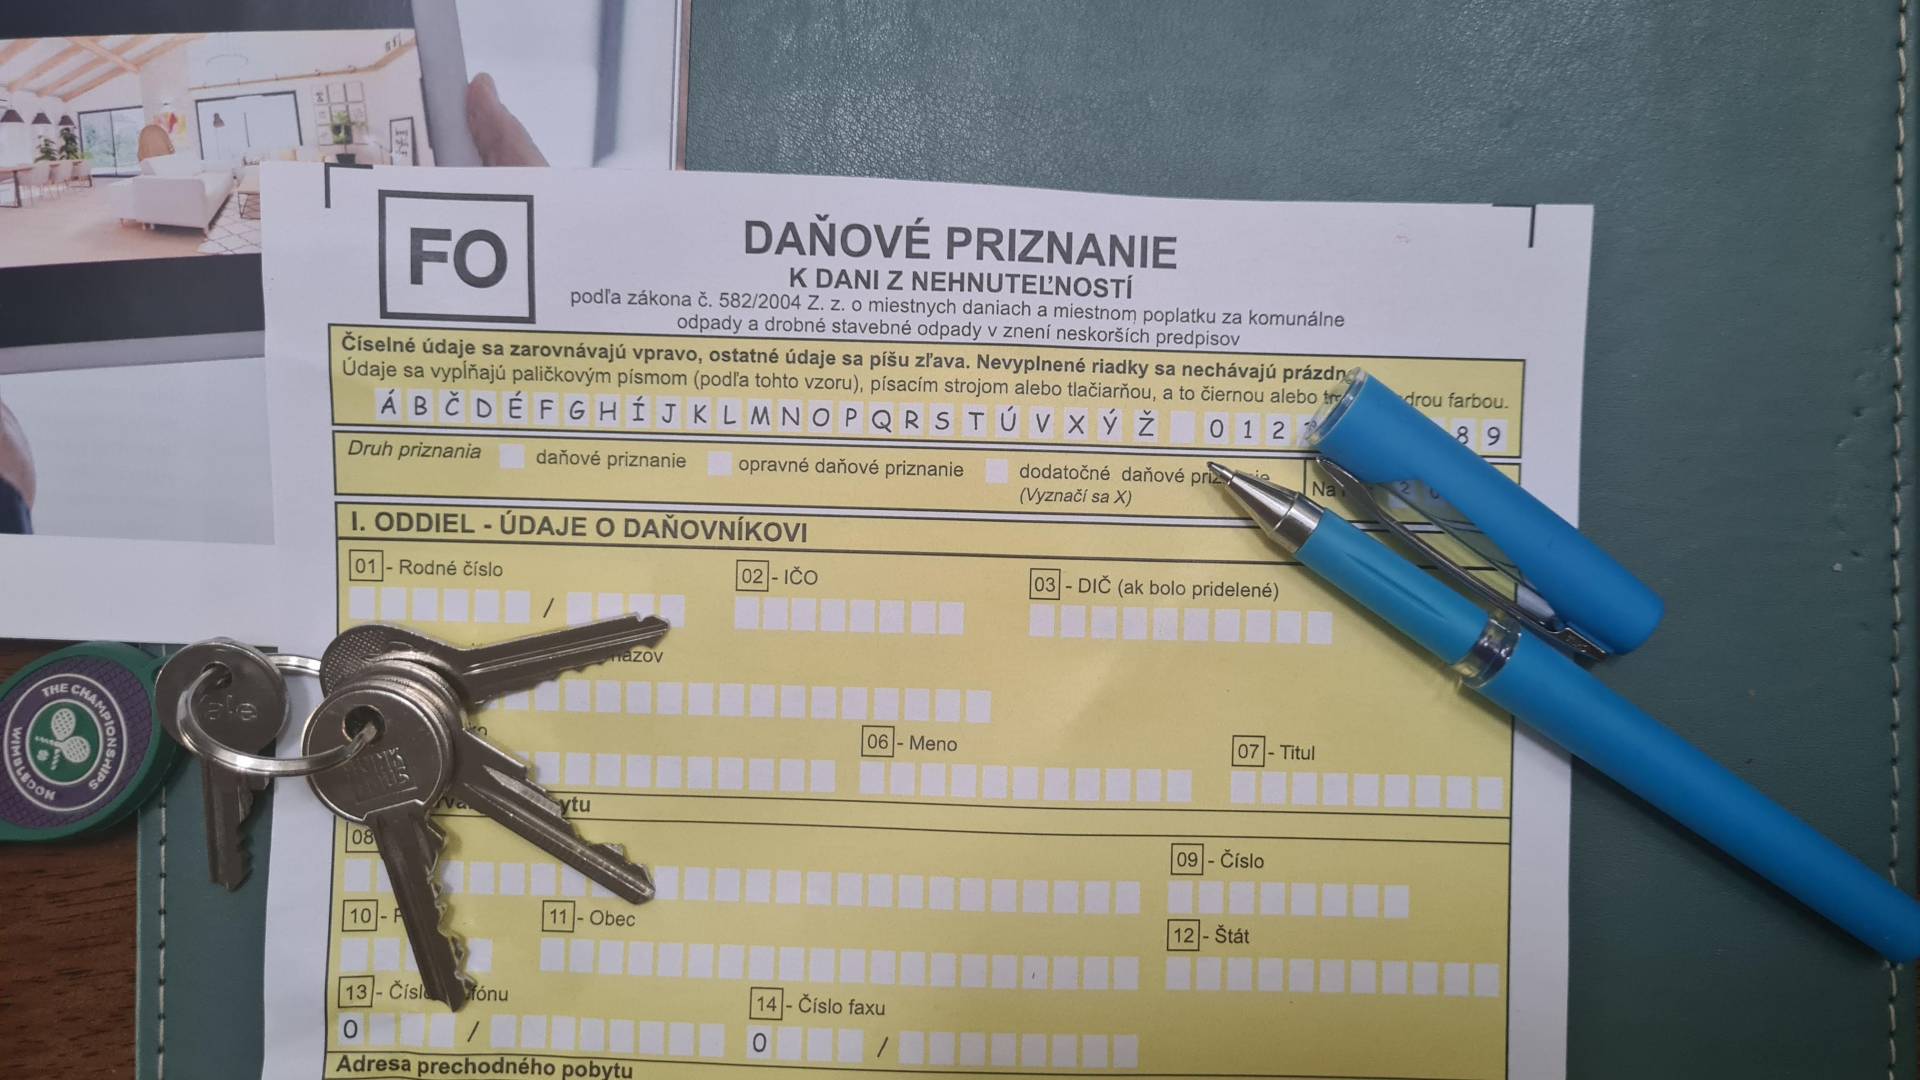 FO
DAŇOVÉ PRIZNANIE
K DANI Z NEHNUTEĽNOSTÍ
podľa zákona č. 582/2004 Z. z. o miestnych daniach a miestnom poplatku za komunálne
odpady a drobné stavebné odpady v znení neskorších predpisov
Číselné údaje sa zarovnávajú vpravo, ostatné údaje sa píšu zľava. Nevyplnené riadky sa nechávajú
Údaje sa vypĺňajú paličkovým písmom (podľa tohto vzoru), písacím strojom alebo tlačiarňou, a to čiernou alebo farbou.
Á B Č D É F G H Í J K L M N O P Q R S T Ú V X Ý Ž 0 1 2 8 9
Druh priznania daňové priznanie opravné daňové priznanie dodatočné daňové
(Vyznačí sa X)
I. ODDIEL - ÚDAJE O DAŇOVNÍKOVI
01 - Rodné číslo 02 - IČO 03 - DIČ (ak bolo pridelené)
/
06 - Meno 07 - Titul
08 09 - Číslo
10 - 11 - Obec 12 - Štát
13 - 14 - Číslo faxu
0 / 0 /
Adresa prechodného pobytu
THE CHAMPIONSHIPS
WIMBLEDON